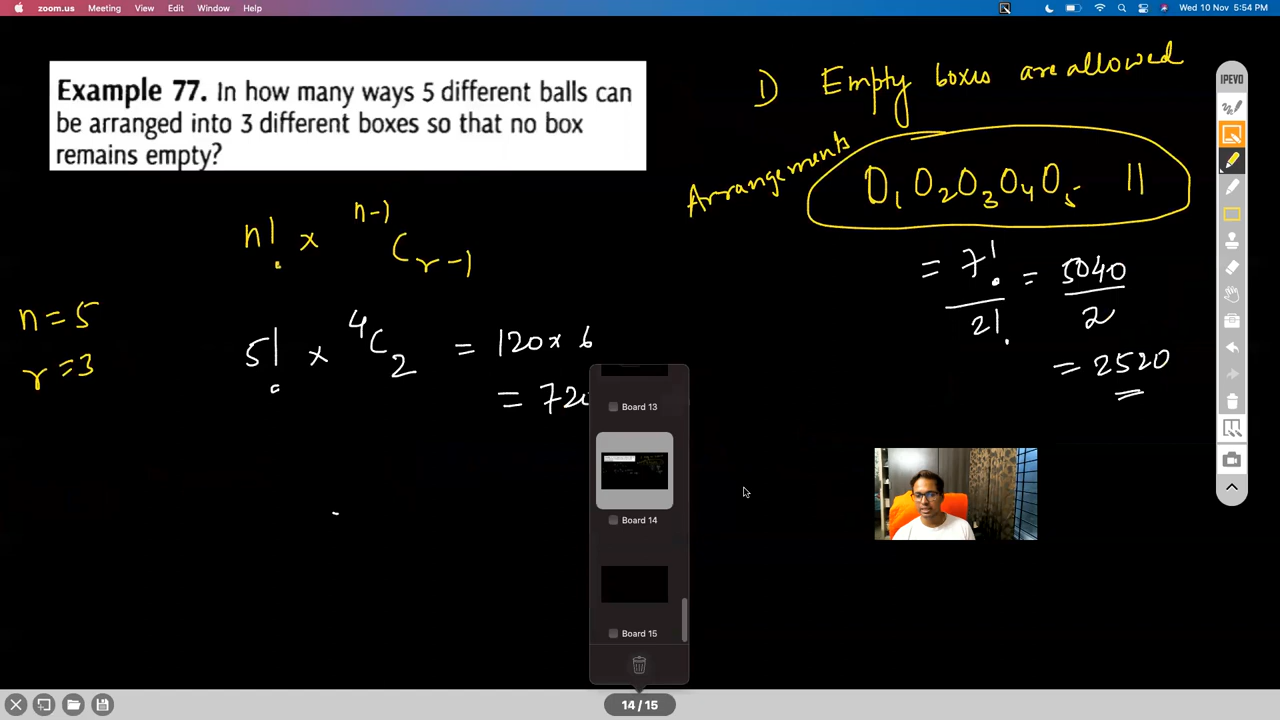 zoom.us Meeting View Edit Window Help Wed 10 Nov 5:54 PM
Example 77. In how many ways 5 different balls can
be arranged into 3 different boxes so that no box
remains empty?
n! × n-1Cr-1
n=5
r=3
5! × 4C2 = 120 × 6
= 720
1) Empty boxes are allowed
Arrangements
O1 O2 O3 O4 O5 ||
= 7!/2! = 5040/2
= 2520
Board 13
Board 14
Board 15
14 / 15
IPEVO